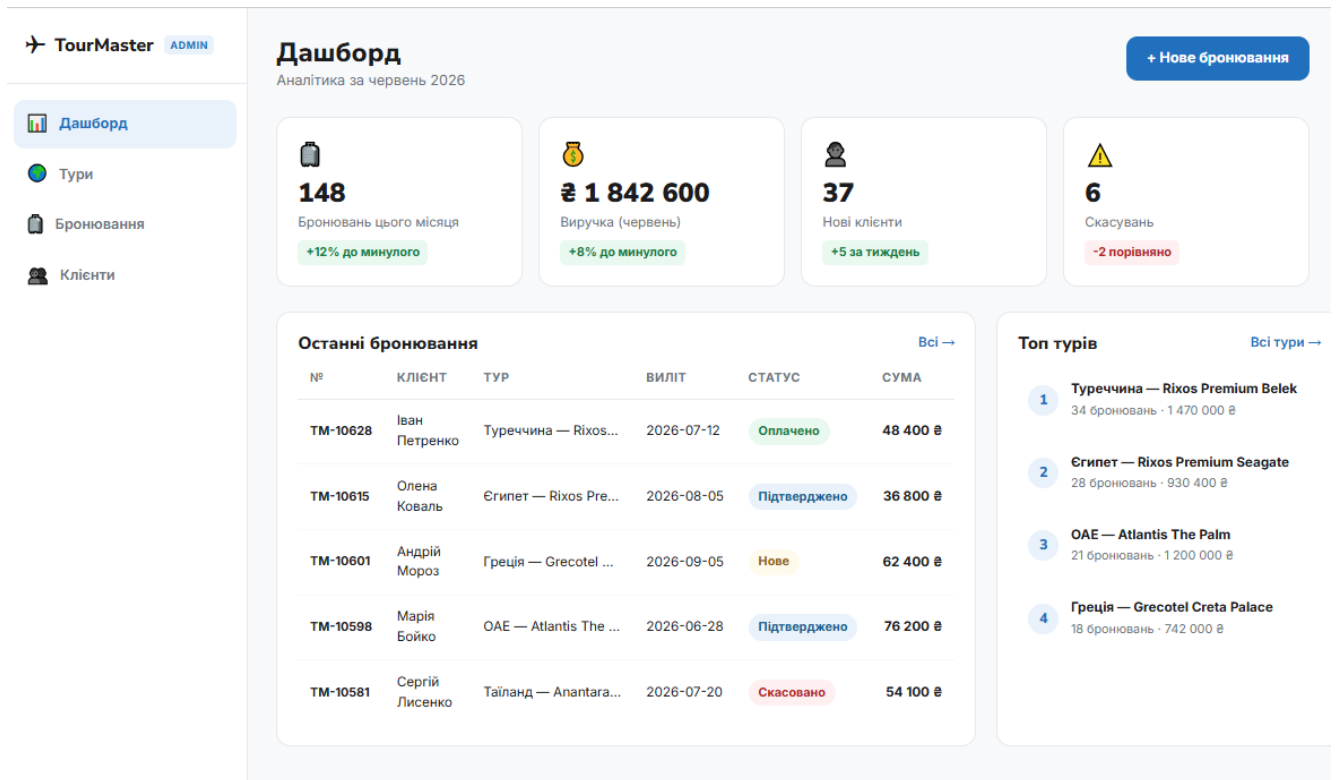 TourMaster ADMIN
Дашборд
Тури
Бронювання
Клієнти
Дашборд
Аналітика за червень 2026
+ Нове бронювання
148
Бронювань цього місяця
+12% до минулого
₴ 1 842 600
Виручка (червень)
+8% до минулого
37
Нові клієнти
+5 за тиждень
6
Скасувань
-2 порівняно
Останні бронювання
Всі →
№ КЛІЄНТ ТУР ВИЛІТ СТАТУС СУМА
TM-10628 Іван Петренко Туреччина — Rixos... 2026-07-12 Оплачено 48 400 ₴
TM-10615 Олена Коваль Єгипет — Rixos Pre... 2026-08-05 Підтверджено 36 800 ₴
TM-10601 Андрій Мороз Греція — Grecotel ... 2026-09-05 Нове 62 400 ₴
TM-10598 Марія Бойко ОАЕ — Atlantis The ... 2026-06-28 Підтверджено 76 200 ₴
TM-10581 Сергій Лисенко Таїланд — Anantara... 2026-07-20 Скасовано 54 100 ₴
Топ турів
Всі тури →
1
Туреччина — Rixos Premium Belek
34 бронювань · 1 470 000 ₴
2
Єгипет — Rixos Premium Seagate
28 бронювань · 930 400 ₴
3
ОАЕ — Atlantis The Palm
21 бронювань · 1 200 000 ₴
4
Греція — Grecotel Creta Palace
18 бронювань · 742 000 ₴